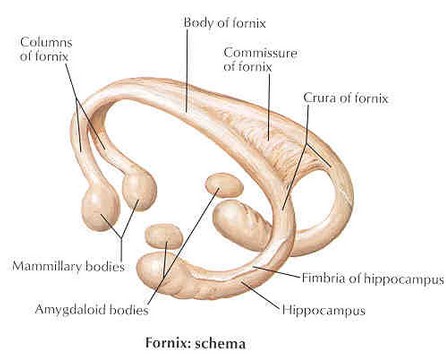 Body of fornix
Columns
of fornix
Commissure
of fornix
Crura of fornix
Mammillary bodies
Fimbria of hippocampus
Amygdaloid bodies
Hippocampus
Fornix: schema